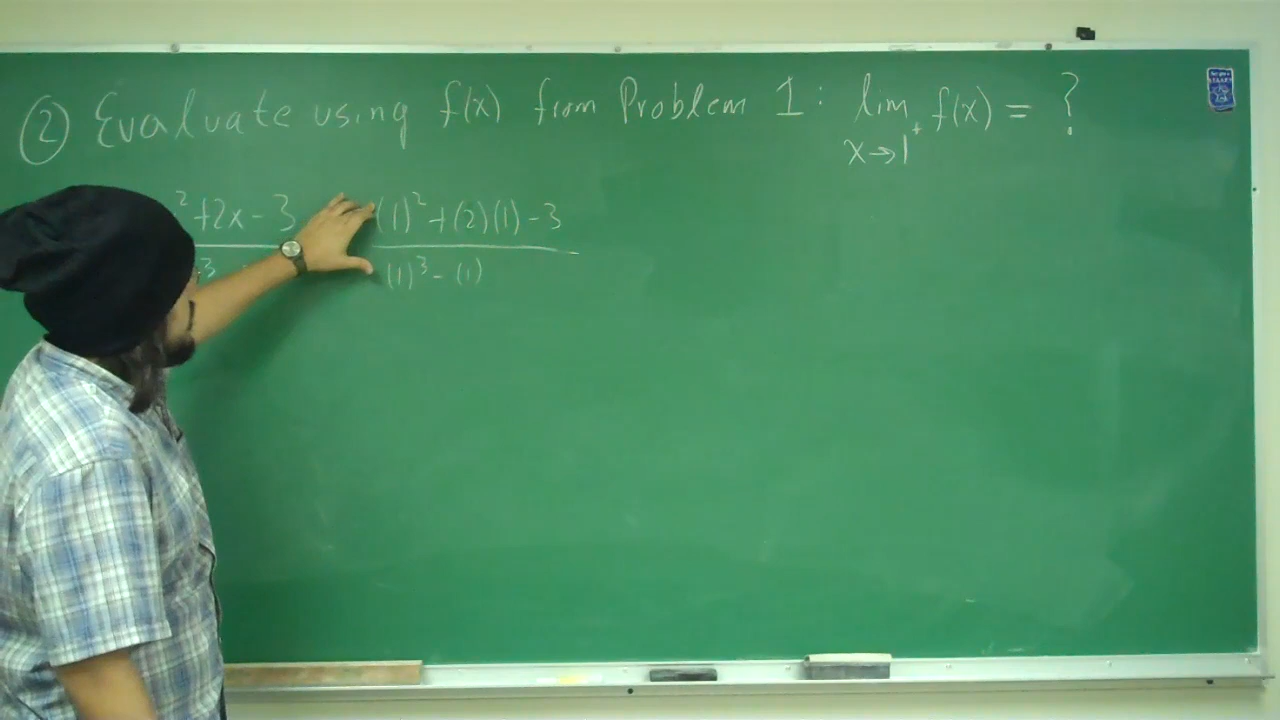 ② Evaluate using f(x) from Problem 1: lim f(x) = ?
x→1⁺
² +2x-3 (1)² +(2)(1) -3
3 (1)³ - (1)